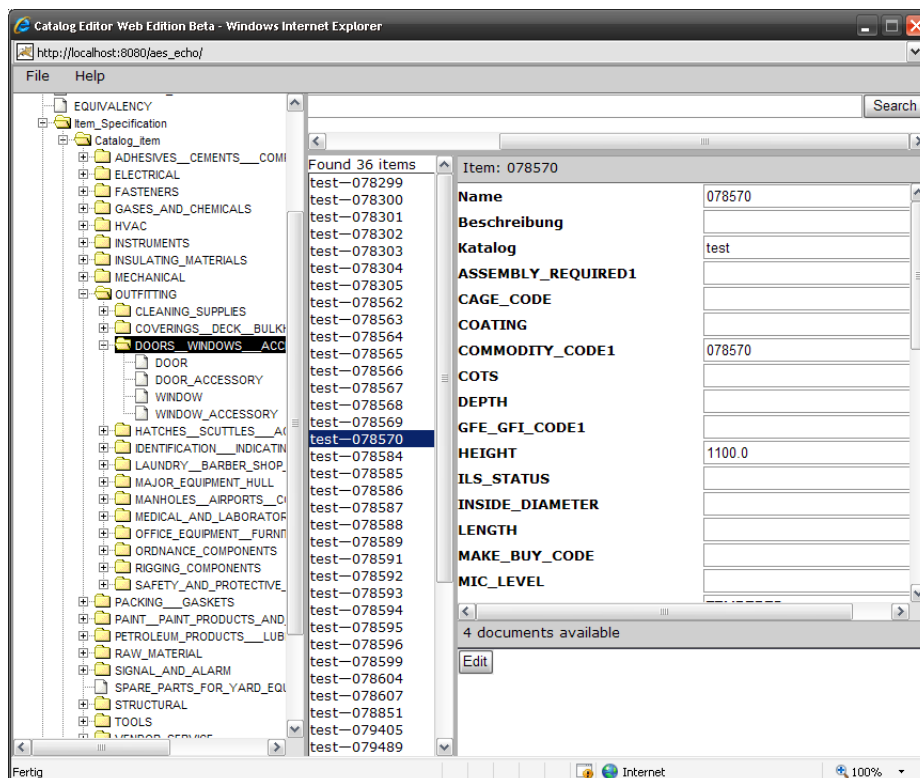 Catalog Editor Web Edition Beta - Windows Internet Explorer
http://localhost:8080/aes_echo/
File Help
EQUIVALENCY
Item_Specification
Catalog_item
ADHESIVES__CEMENTS___COM
ELECTRICAL
FASTENERS
GASES_AND_CHEMICALS
HVAC
INSTRUMENTS
INSULATING_MATERIALS
MECHANICAL
OUTFITTING
CLEANING_SUPPLIES
COVERINGS__DECK__BULKH
DOORS__WINDOWS___ACC
DOOR
DOOR_ACCESSORY
WINDOW
WINDOW_ACCESSORY
HATCHES__SCUTTLES___AC
IDENTIFICATION__INDICATIN
LAUNDRY__BARBER_SHOP_
MAJOR_EQUIPMENT_HULL
MANHOLES__AIRPORTS__CO
MEDICAL_AND_LABORATOR
OFFICE_EQUIPMENT__FURNIT
ORDNANCE_COMPONENTS
RIGGING_COMPONENTS
SAFETY_AND_PROTECTIVE_
PACKING___GASKETS
PAINT__PAINT_PRODUCTS_AND_
PETROLEUM_PRODUCTS___LUB
RAW_MATERIAL
SIGNAL_AND_ALARM
SPARE_PARTS_FOR_YARD_EQU
STRUCTURAL
TOOLS
VENDOR_SERVICE
Search
Found 36 items
test—078299
test—078300
test—078301
test—078302
test—078303
test—078304
test—078305
test—078562
test—078563
test—078564
test—078565
test—078566
test—078567
test—078568
test—078569
test—078570
test—078584
test—078585
test—078586
test—078587
test—078588
test—078589
test—078591
test—078592
test—078593
test—078594
test—078595
test—078596
test—078599
test—078604
test—078607
test—078851
test—079405
test—079489
Item: 078570
Name 078570
Beschreibung
Katalog test
ASSEMBLY_REQUIRED1
CAGE_CODE
COATING
COMMODITY_CODE1 078570
COTS
DEPTH
GFE_GFI_CODE1
HEIGHT 1100.0
ILS_STATUS
INSIDE_DIAMETER
LENGTH
MAKE_BUY_CODE
MIC_LEVEL
4 documents available
Edit
Fertig Internet 100%